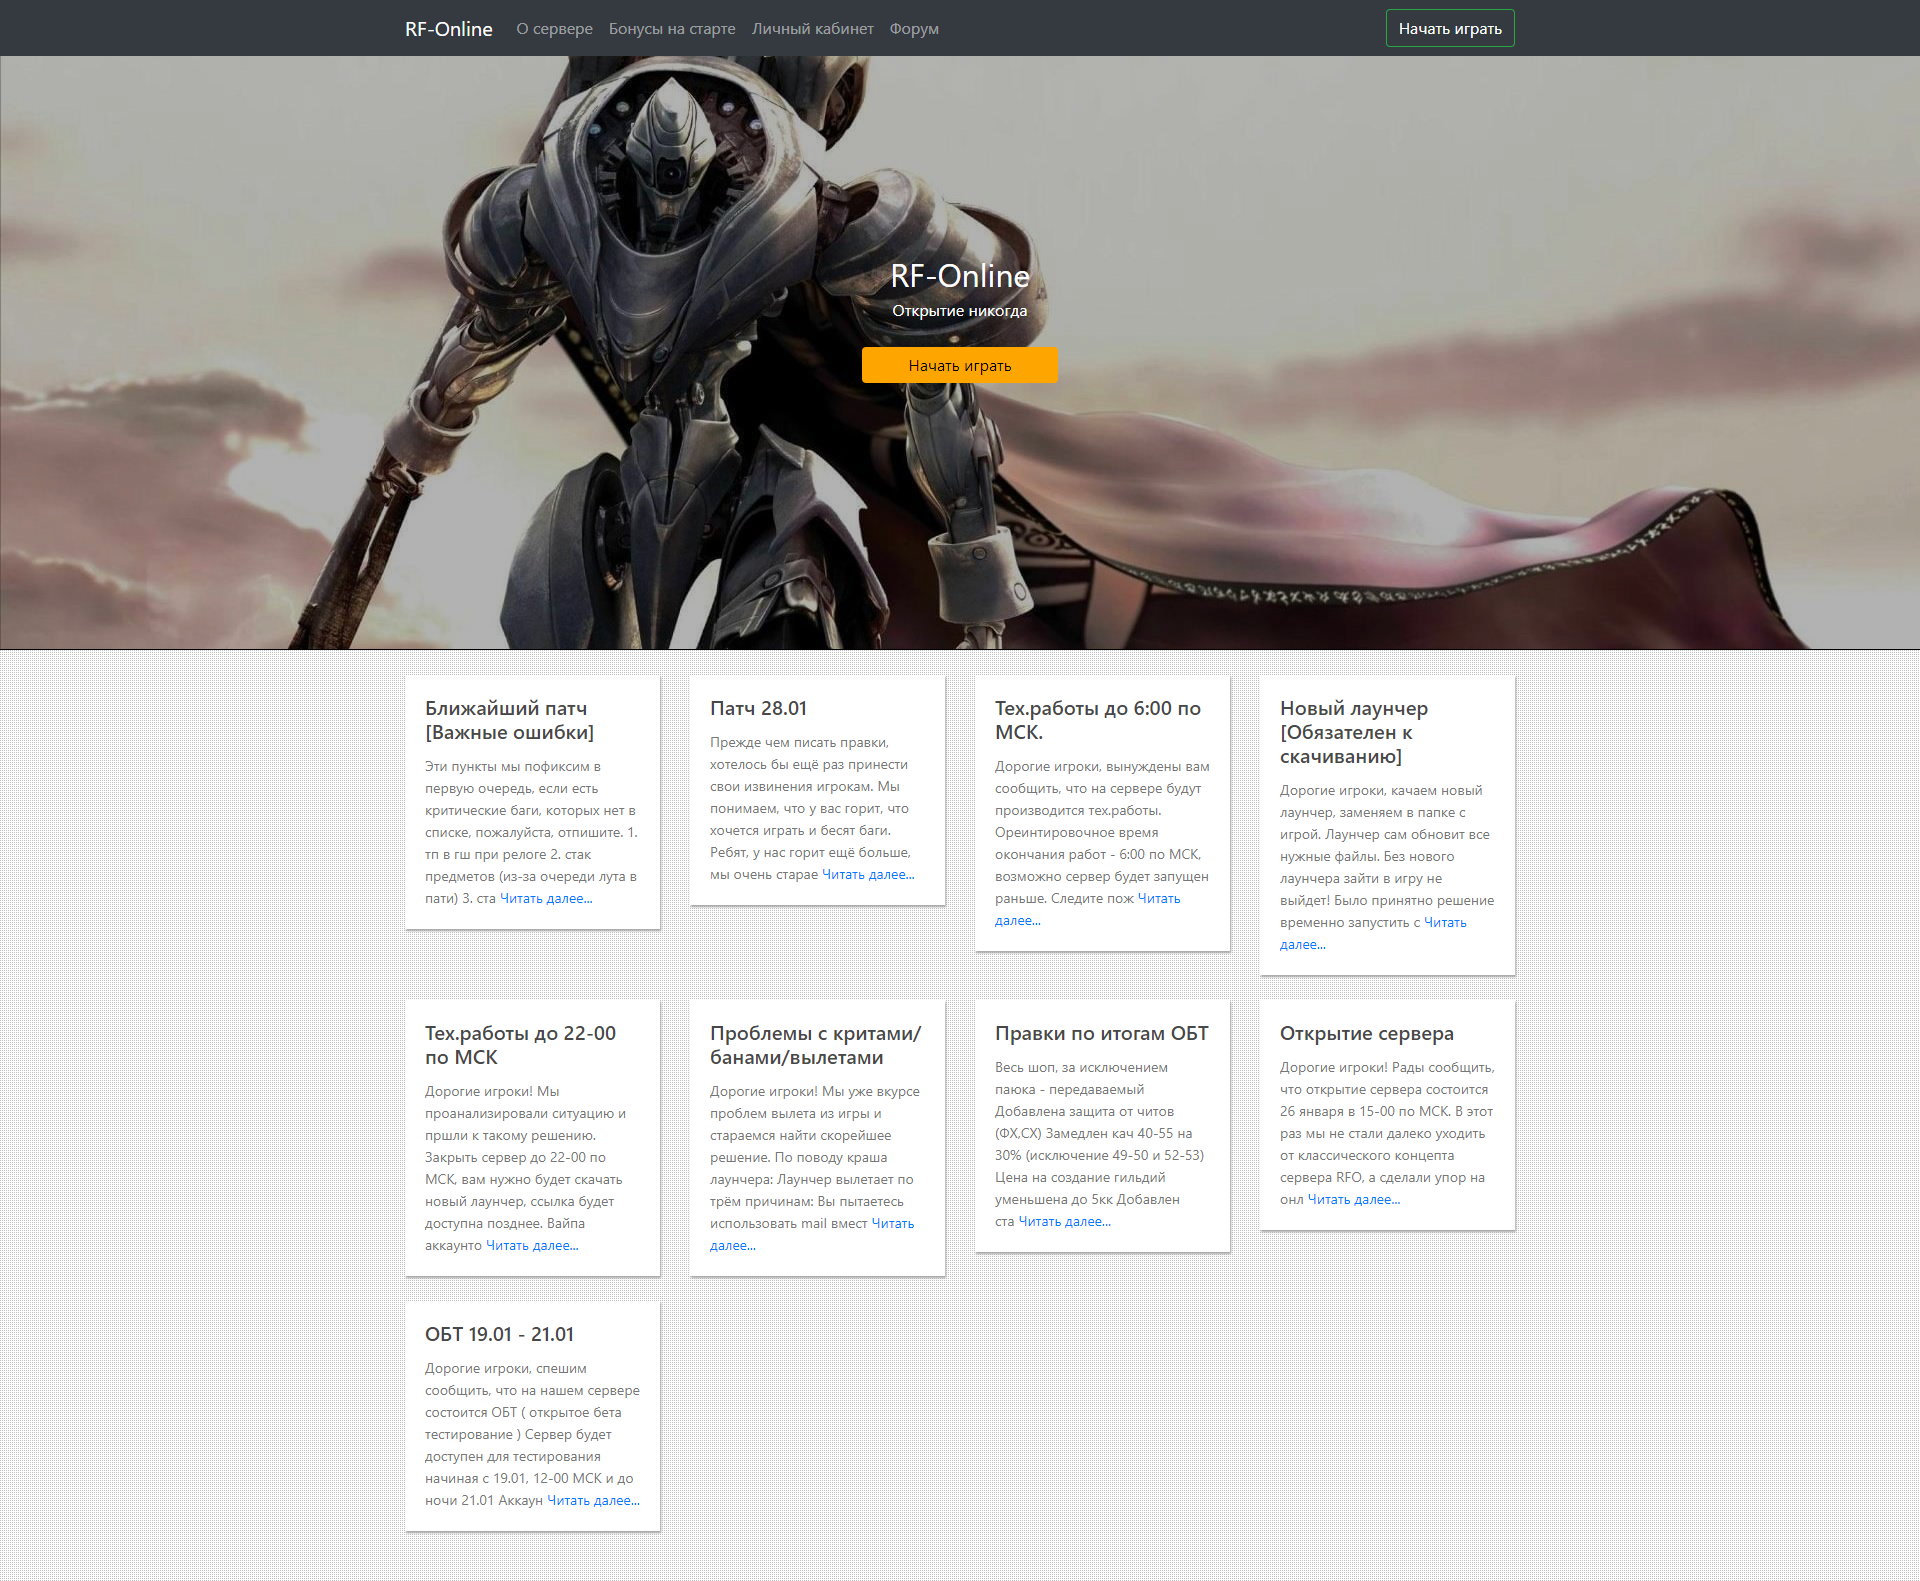 RF-Online
О сервере
Бонусы на старте
Личный кабинет
Форум
Начать играть
RF-Online
Открытие никогда
Начать играть
Ближайший патч
[Важные ошибки]
Эти пункты мы пофиксим в
первую очередь, если есть
критические баги, которых нет в
списке, пожалуйста, отпишите. 1.
тп в гш при релоге 2. стак
предметов (из-за очереди лута в
пати) 3. ста Читать далее...
Патч 28.01
Прежде чем писать правки,
хотелось бы ещё раз принести
свои извинения игрокам. Мы
понимаем, что у вас горит, что
хочется играть и бесят баги.
Ребят, у нас горит ещё больше,
мы очень старае Читать далее...
Тех.работы до 6:00 по
МСК.
Дорогие игроки, вынуждены вам
сообщить, что на сервере будут
производится тех.работы.
Ореинтировочное время
окончания работ - 6:00 по МСК,
возможно сервер будет запущен
раньше. Следите пож Читать
далее...
Новый лаунчер
[Обязателен к
скачиванию]
Дорогие игроки, качаем новый
лаунчер, заменяем в папке с
игрой. Лаунчер сам обновит все
нужные файлы. Без нового
лаунчера зайти в игру не
выйдет! Было принятно решение
временно запустить с Читать
далее...
Тех.работы до 22-00
по МСК
Дорогие игроки! Мы
проанализировали ситуацию и
пршли к такому решению.
Закрыть сервер до 22-00 по
МСК, вам нужно будет скачать
новый лаунчер, ссылка будет
доступна позднее. Вайпа
аккаунто Читать далее...
Проблемы с критами/
банами/вылетами
Дорогие игроки! Мы уже вкурсе
проблем вылета из игры и
стараемся найти скорейшее
решение. По поводу краша
лаунчера: Лаунчер вылетает по
трём причинам: Вы пытаетесь
использовать mail вмест Читать
далее...
Правки по итогам ОБТ
Весь шоп, за исключением
паюка - передаваемый
Добавлена защита от читов
(ФХ,СХ) Замедлен кач 40-55 на
30% (исключение 49-50 и 52-53)
Цена на создание гильдий
уменьшена до 5кк Добавлен
ста Читать далее...
Открытие сервера
Дорогие игроки! Рады сообщить,
что открытие сервера состоится
26 января в 15-00 по МСК. В этот
раз мы не стали далеко уходить
от классического концепта
сервера RFO, а сделали упор на
онл Читать далее...
ОБТ 19.01 - 21.01
Дорогие игроки, спешим
сообщить, что на нашем сервере
состоится ОБТ ( открытое бета
тестирование ) Сервер будет
доступен для тестирования
начиная с 19.01, 12-00 МСК и до
ночи 21.01 Аккаун Читать далее...